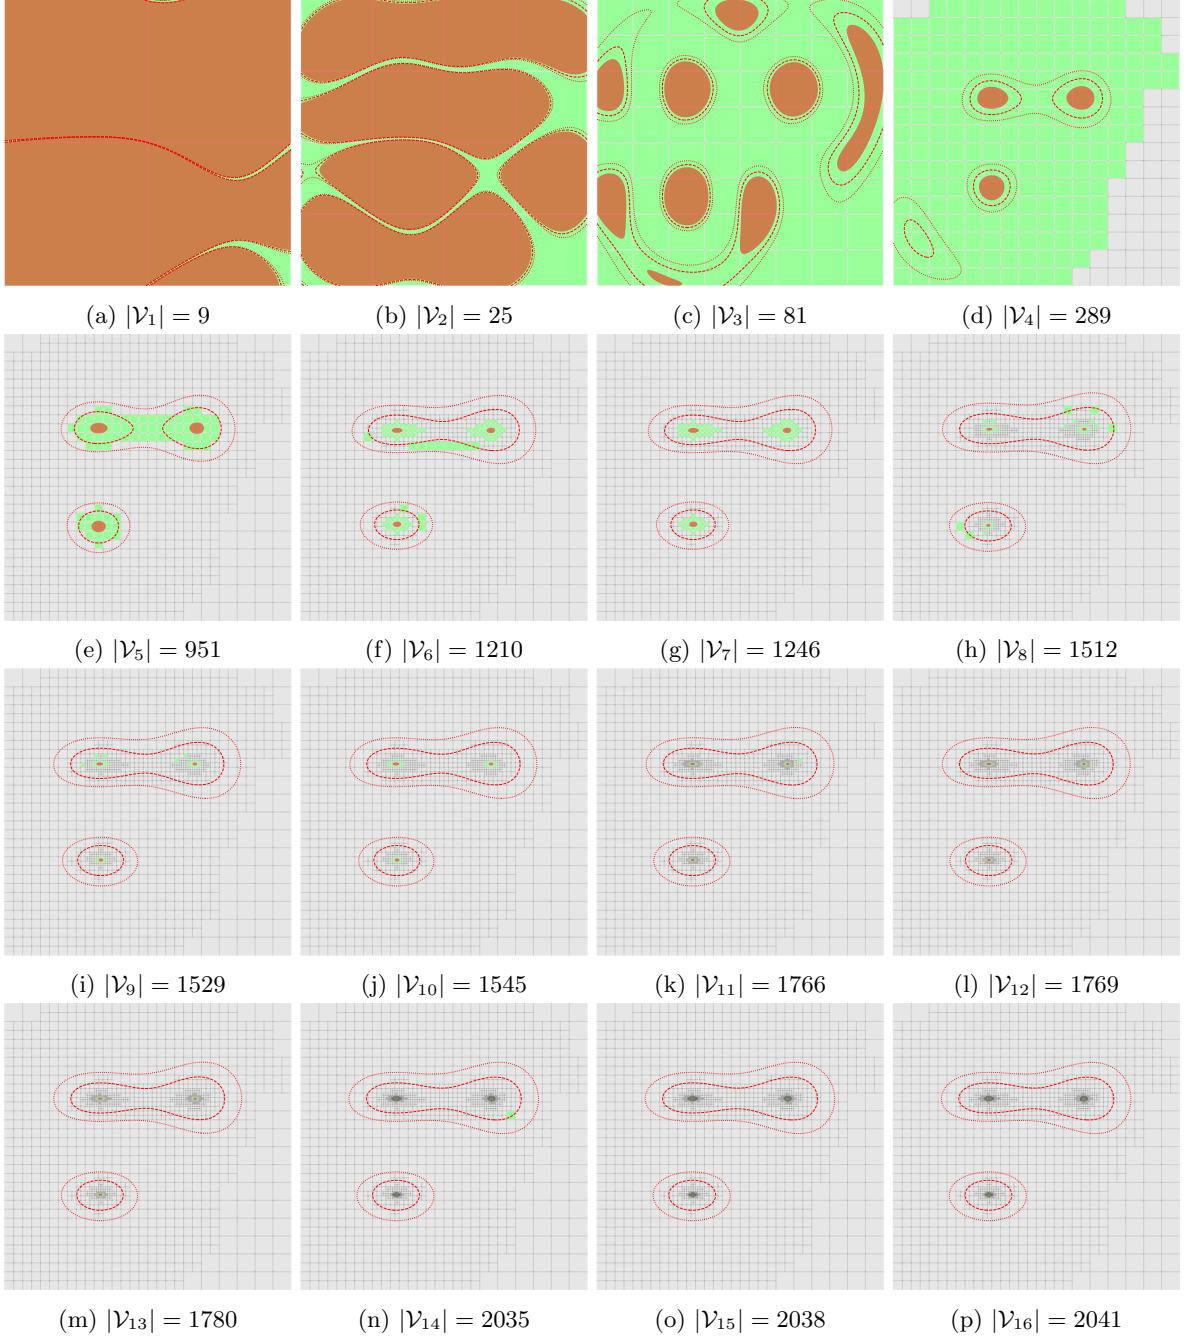 (a) |𝒱₁| = 9 (b) |𝒱₂| = 25 (c) |𝒱₃| = 81 (d) |𝒱₄| = 289
(e) |𝒱₅| = 951 (f) |𝒱₆| = 1210 (g) |𝒱₇| = 1246 (h) |𝒱₈| = 1512
(i) |𝒱₉| = 1529 (j) |𝒱₁₀| = 1545 (k) |𝒱₁₁| = 1766 (l) |𝒱₁₂| = 1769
(m) |𝒱₁₃| = 1780 (n) |𝒱₁₄| = 2035 (o) |𝒱₁₅| = 2038 (p) |𝒱₁₆| = 2041